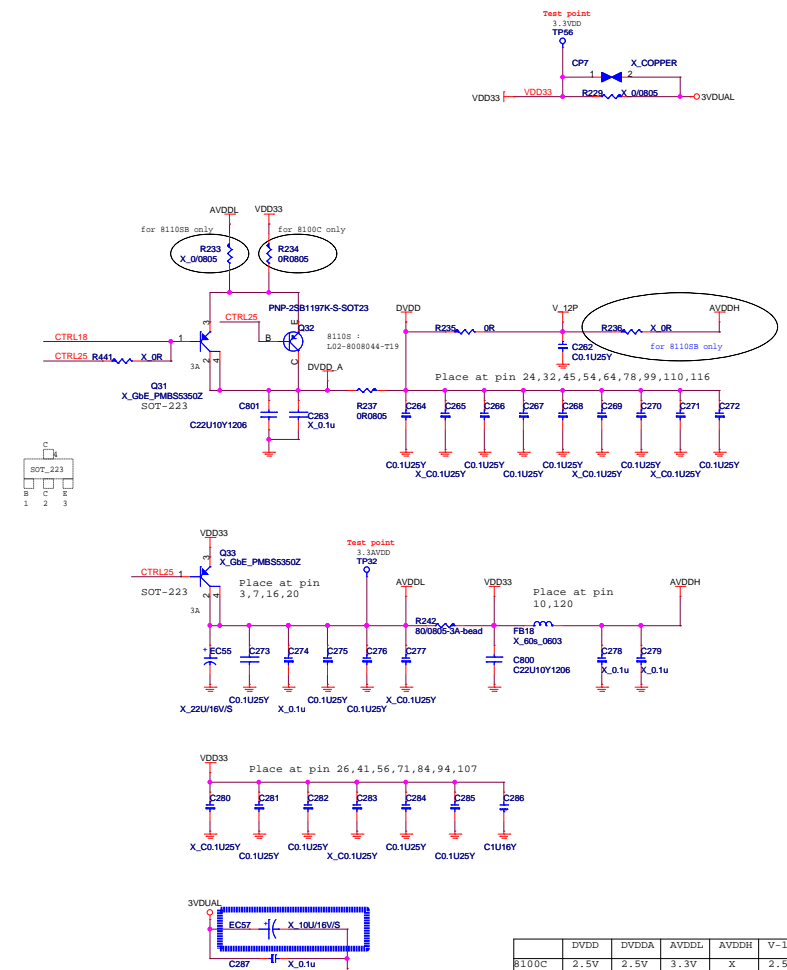 Test point
3.3VDD
TP56
CP7 X_COPPER
1 2
VDD33 VDD33 R229 X_0/0805 3VDUAL
AVDDL VDD33
for 8110SB only for 8100C only
R233 R234
X_0/0805 0R0805
CTRL25 PNP-2SB1197K-S-SOT23
DVDD V_12P AVDDH
CTRL18 1 3 B E Q32
R235 0R R236 X_0R
8110S :
L02-8008044-T19
for 8110SB only
C262
C0.1U25Y
CTRL25 R441 X_0R
3A 2 4 C DVDD_A
Place at pin 24,32,45,54,64,78,99,110,116
Q31
X_GbE_PMBS5350Z
SOT-223
C801 C263 R237
C22U10Y1206 X_0.1u 0R0805
C264 C265 C266 C267 C268 C269 C270 C271 C272
C0.1U25Y C0.1U25Y C0.1U25Y C0.1U25Y C0.1U25Y
X_C0.1U25Y C0.1U25Y X_C0.1U25Y X_C0.1U25Y
C
4
SOT_223
B C E
1 2 3
VDD33
Q33
X_GbE_PMBS5350Z
CTRL25 1 3
SOT-223
3A 2 4
Place at pin
3,7,16,20
Test point
3.3AVDD
TP32
AVDDL VDD33 AVDDH
Place at pin
10,120
R242
80/0805-3A-bead
FB18
X_60s_0603
+ EC55 C273 C274 C275 C276 C277 C800 C278 C279
C22U10Y1206 X_0.1u X_0.1u
C0.1U25Y C0.1U25Y X_C0.1U25Y
X_22U/16V/S X_0.1u C0.1U25Y
VDD33
Place at pin 26,41,56,71,84,94,107
C280 C281 C282 C283 C284 C285 C286
X_C0.1U25Y C0.1U25Y C0.1U25Y C1U16Y
C0.1U25Y X_C0.1U25Y C0.1U25Y
3VDUAL
EC57 + X_10U/16V/S
C287 X_0.1u
DVDD DVDDA AVDDL AVDDH V-1
8100C 2.5V 2.5V 3.3V X 2.5